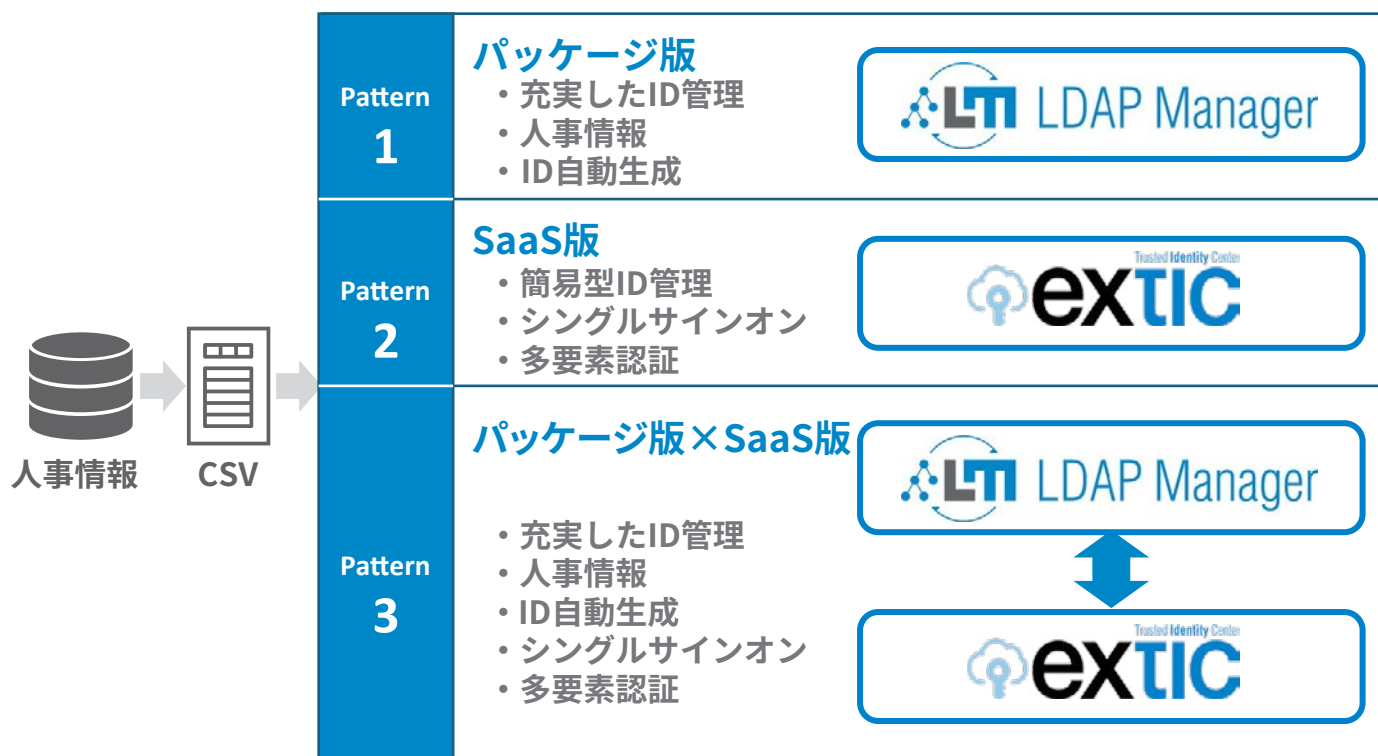 人事情報
CSV
Pattern
1
パッケージ版
・充実したID管理
・人事情報
・ID自動生成
LM LDAP Manager
Pattern
2
SaaS版
・簡易型ID管理
・シングルサインオン
・多要素認証
Trusted Identity Center
extic
Pattern
3
パッケージ版×SaaS版
・充実したID管理
・人事情報
・ID自動生成
・シングルサインオン
・多要素認証
LM LDAP Manager
Trusted Identity Center
extic